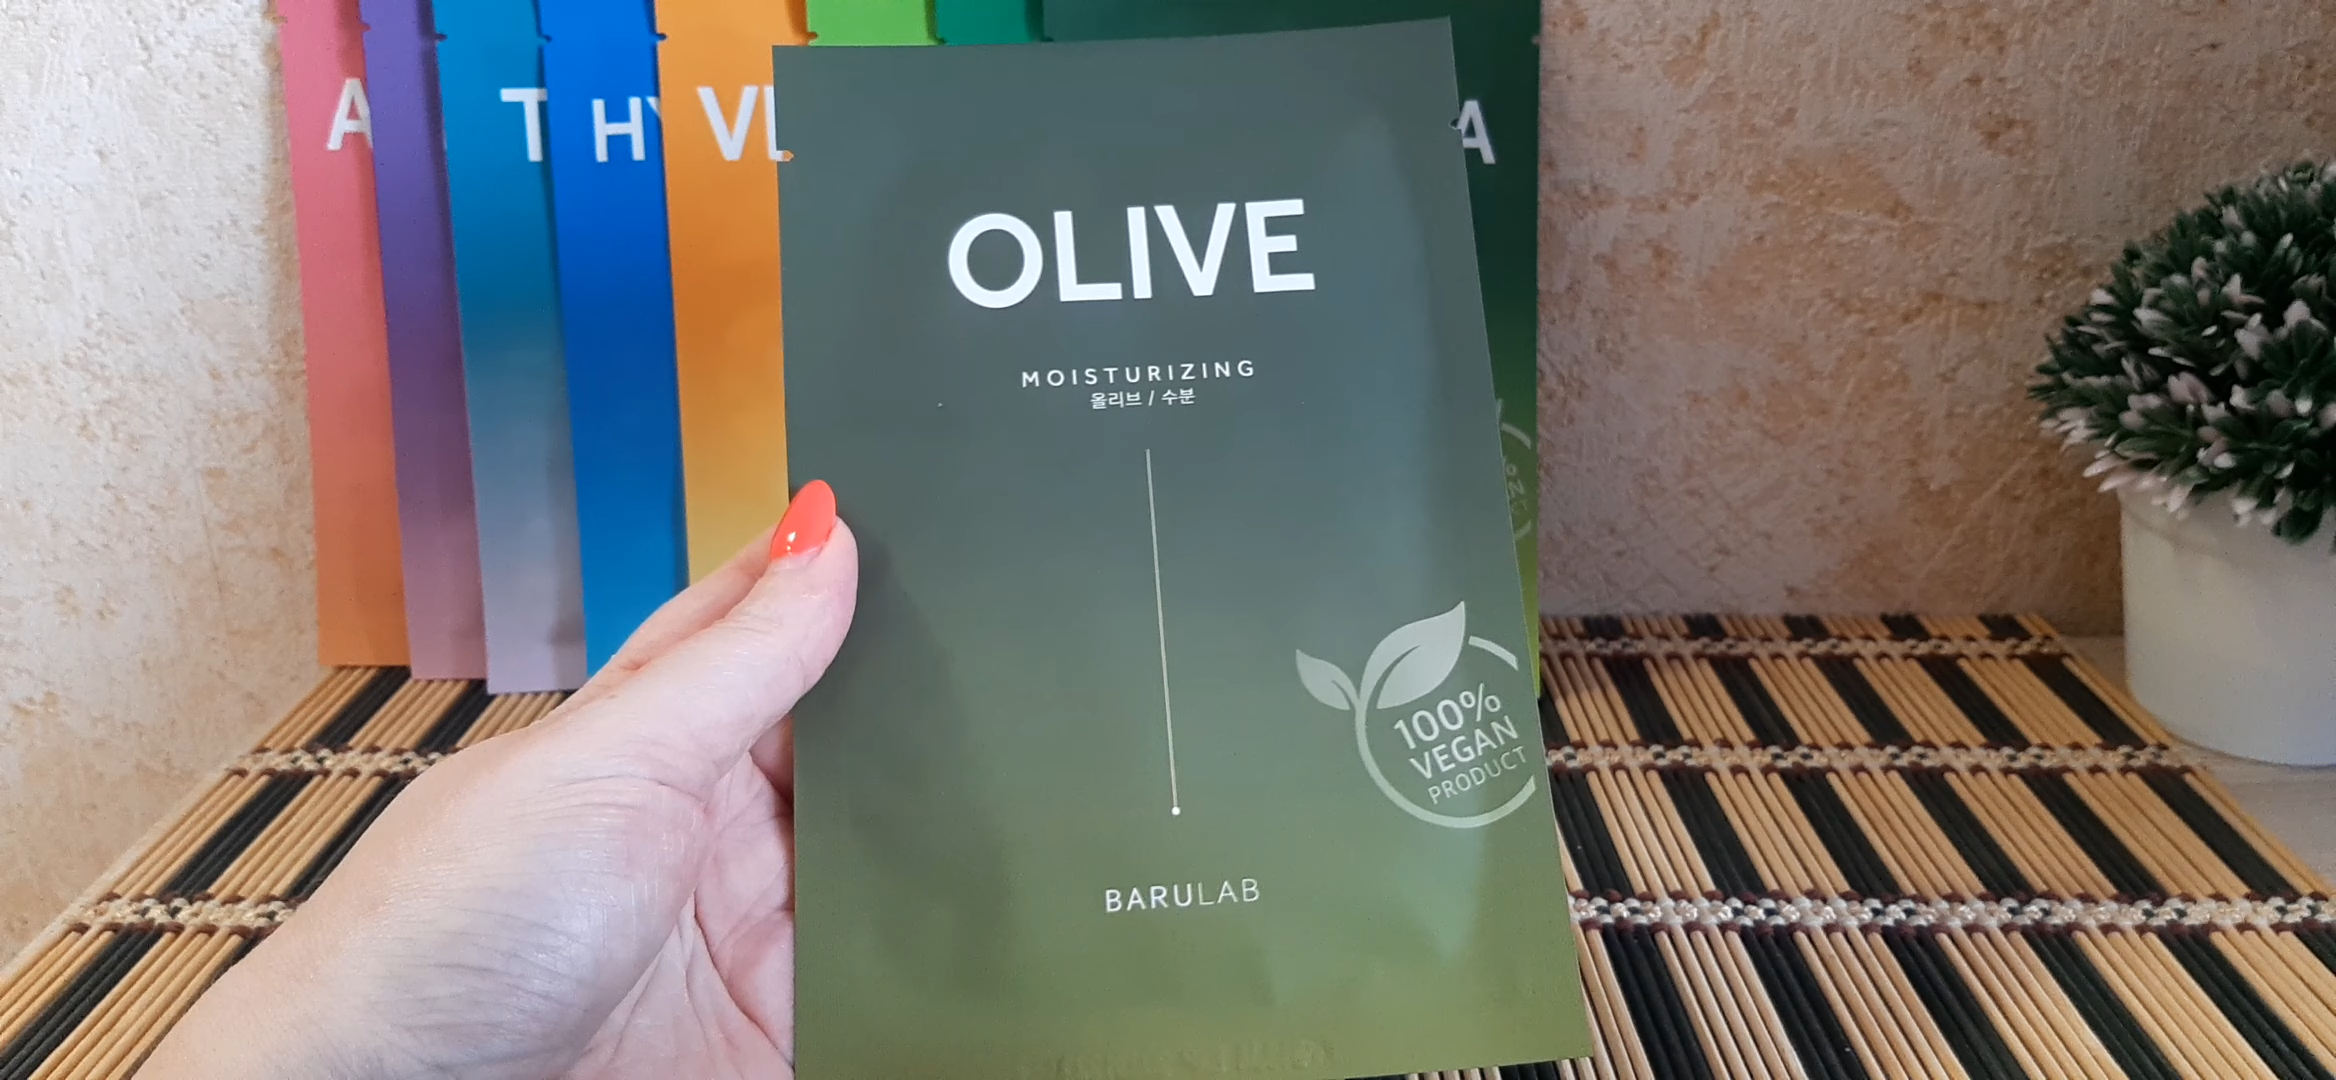 OLIVE
MOISTURIZING
올리브 / 수분
100%
VEGAN
PRODUCT
BARULAB